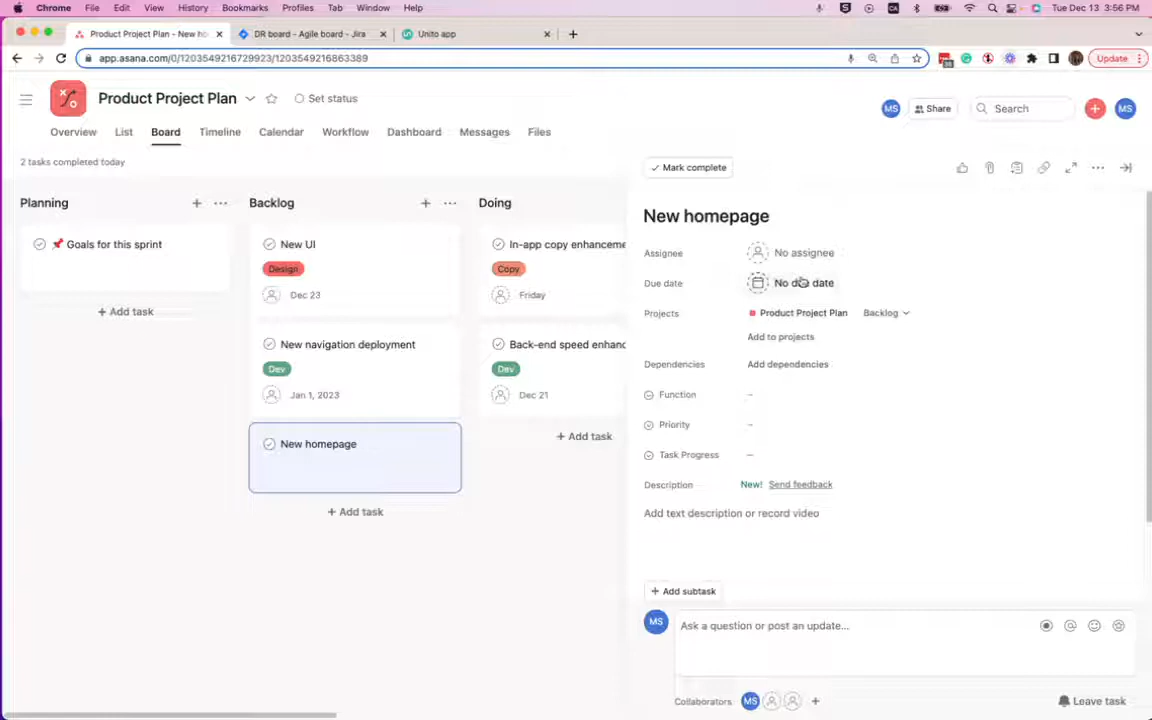 Chrome File Edit View History Bookmarks Profiles Tab Window Help Tue Dec 13 3:56 PM
Product Project Plan - New ho DR board - Agile board - Jira Unito app
app.asana.com/0/1203549216729923/1203549216863389 Update
Product Project Plan Set status MS Share Search MS
Overview List Board Timeline Calendar Workflow Dashboard Messages Files
2 tasks completed today
Mark complete
Planning
Backlog
Doing
📌 Goals for this sprint
+ Add task
New UI
Design
Dec 23
New navigation deployment
Dev
Jan 1, 2023
New homepage
+ Add task
In-app copy enhanceme
Copy
Friday
Back-end speed enhanc
Dev
Dec 21
+ Add task
New homepage
Assignee No assignee
Due date No due date
Projects Product Project Plan Backlog
Add to projects
Dependencies Add dependencies
Function —
Priority —
Task Progress —
Description New! Send feedback
Add text description or record video
+ Add subtask
MS Ask a question or post an update...
Collaborators MS + Leave task